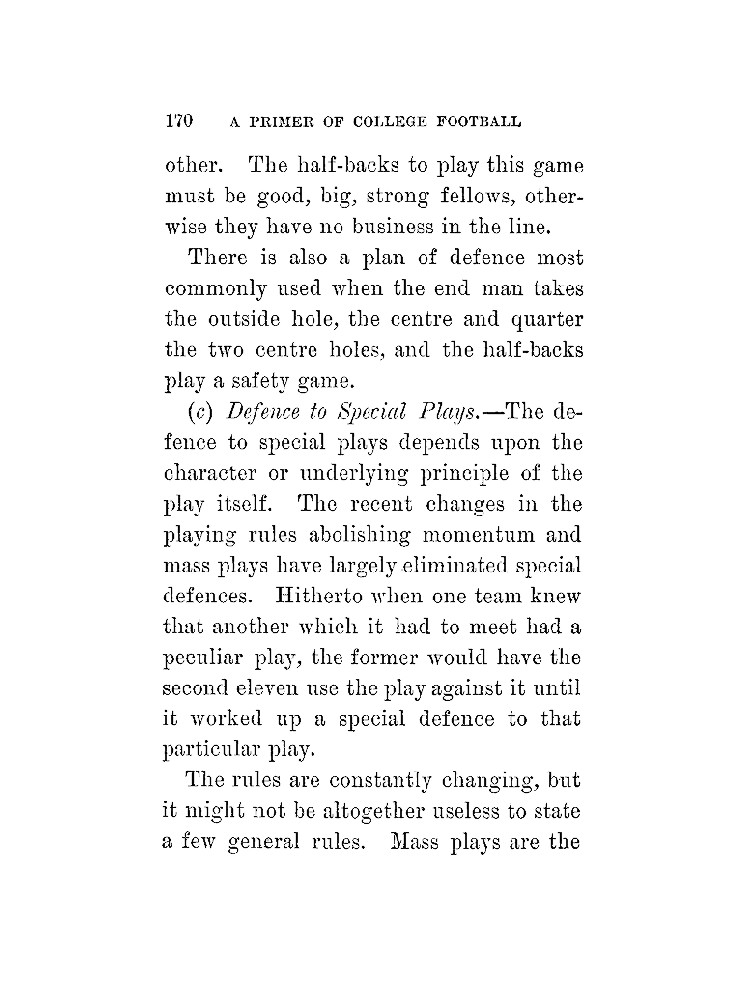 170 A PRIMER OF COLLEGE FOOTBALL
other. The half-backs to play this game
must be good, big, strong fellows, other-
wise they have no business in the line.
There is also a plan of defence most
commonly used when the end man takes
the outside hole, the centre and quarter
the two centre holes, and the half-backs
play a safety game.
(c) Defence to Special Plays.—The de-
fence to special plays depends upon the
character or underlying principle of the
play itself. The recent changes in the
playing rules abolishing momentum and
mass plays have largely eliminated special
defences. Hitherto when one team knew
that another which it had to meet had a
peculiar play, the former would have the
second eleven use the play against it until
it worked up a special defence to that
particular play.
The rules are constantly changing, but
it might not be altogether useless to state
a few general rules. Mass plays are the